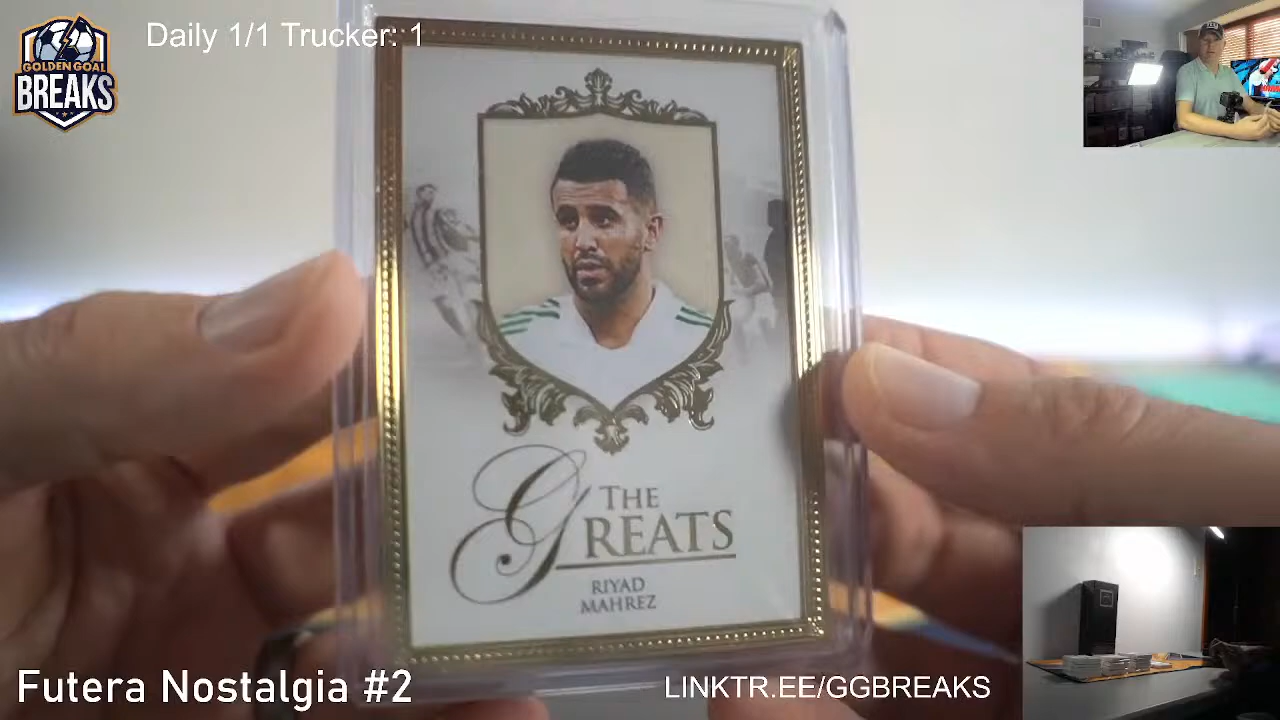 Daily 1/1 Trucker: 1
GOLDEN GOAL
BREAKS
THE
GREATS
RIYAD
MAHREZ
Futera Nostalgia #2
LINKTR.EE/GGBREAKS